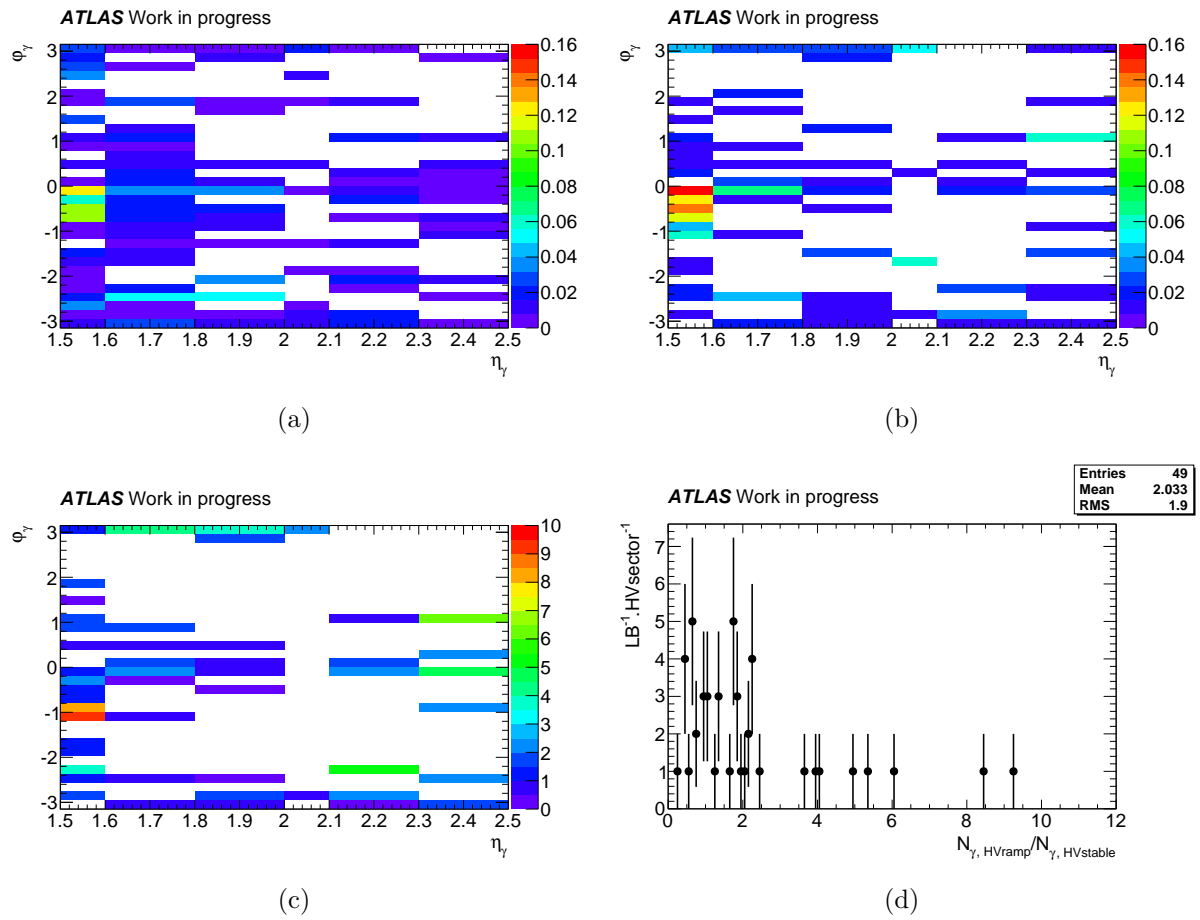 ATLAS Work in progress
φγ
3
2
1
0
-1
-2
-3
1.5 1.6 1.7 1.8 1.9 2 2.1 2.2 2.3 2.4 2.5
ηγ
0.16
0.14
0.12
0.10
0.08
0.06
0.04
0.02
0
(a)
ATLAS Work in progress
φγ
3
2
1
0
-1
-2
-3
1.5 1.6 1.7 1.8 1.9 2 2.1 2.2 2.3 2.4 2.5
ηγ
0.16
0.14
0.12
0.10
0.08
0.06
0.04
0.02
0
(b)
ATLAS Work in progress
φγ
3
2
1
0
-1
-2
-3
1.5 1.6 1.7 1.8 1.9 2 2.1 2.2 2.3 2.4 2.5
ηγ
10
9
8
7
6
5
4
3
2
1
0
(c)
ATLAS Work in progress
Entries 49
Mean 2.033
RMS 1.9
LB⁻¹.HVsector⁻¹
7
6
5
4
3
2
1
0
0 2 4 6 8 10 12
Nγ, HVramp/Nγ, HVstable
(d)